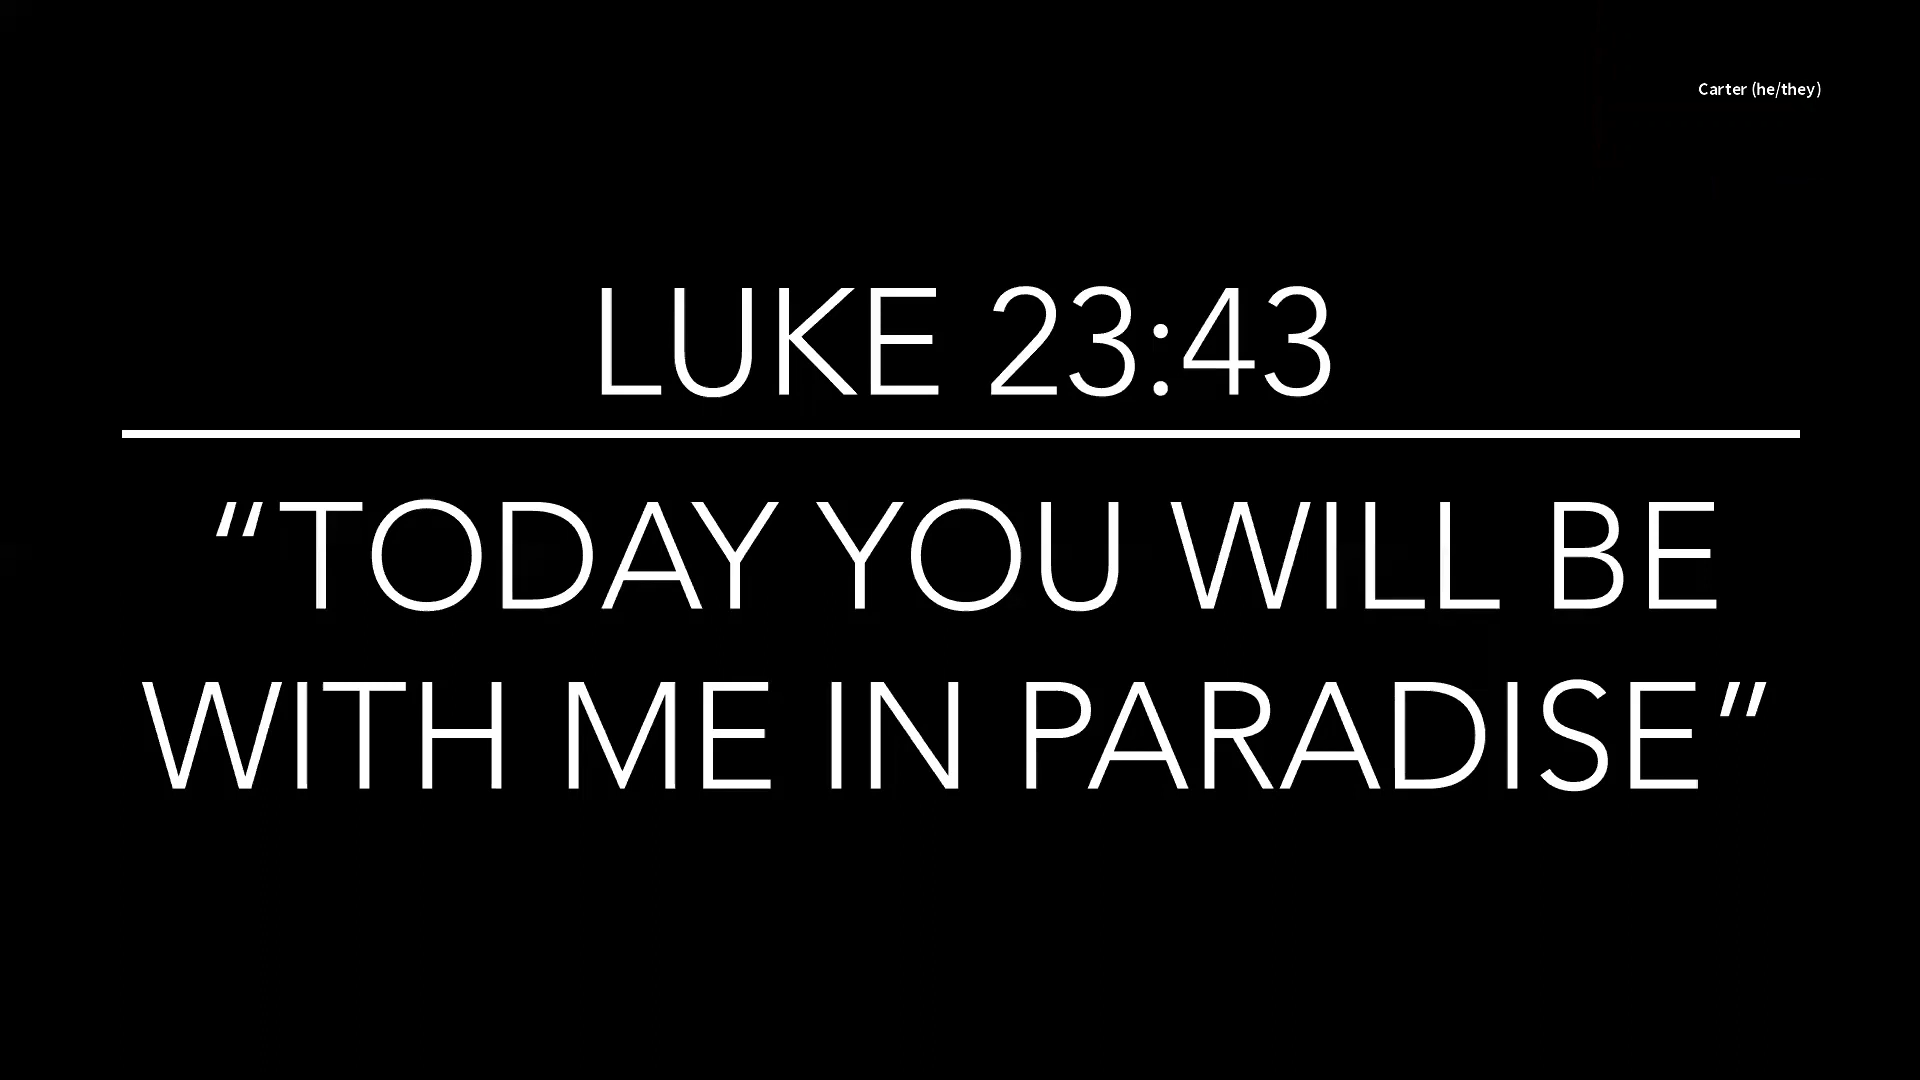 Carter (he/they)
LUKE 23:43
“TODAY YOU WILL BE
WITH ME IN PARADISE”